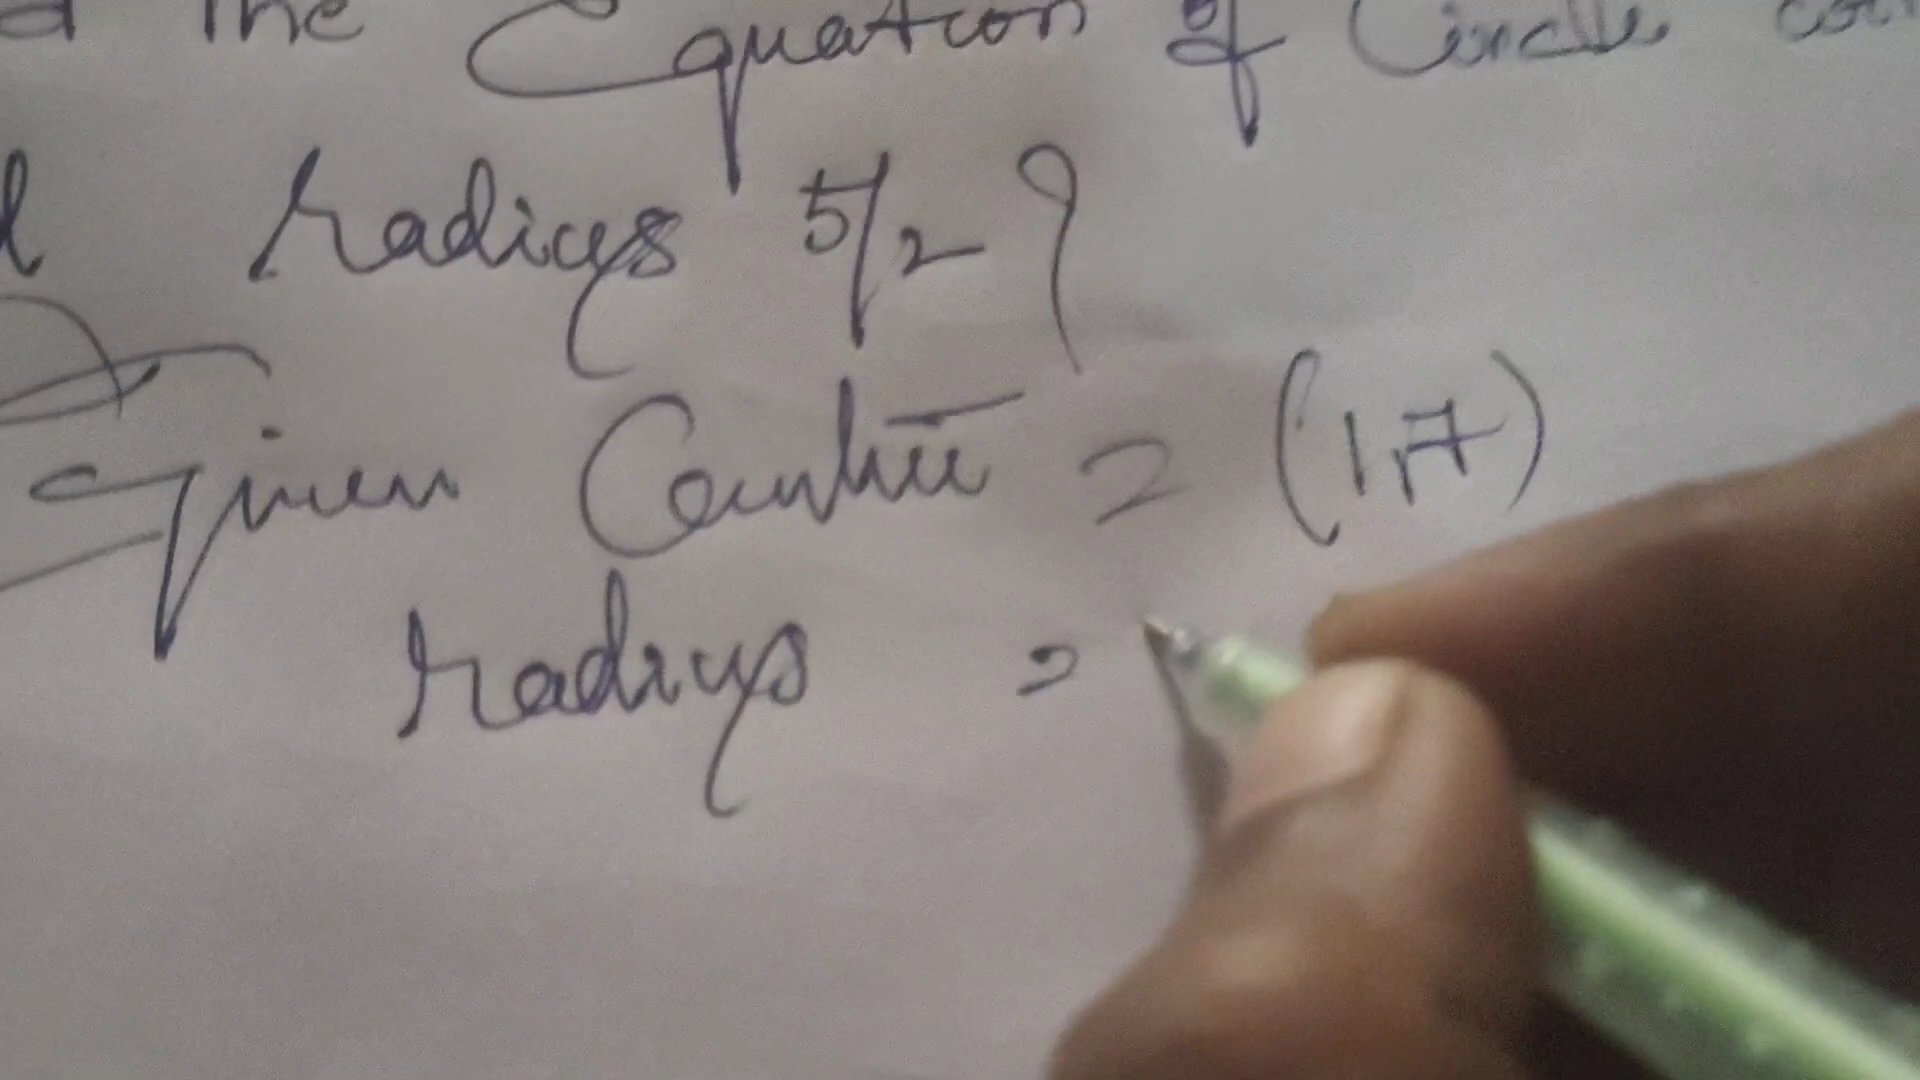 The Equation of Circle
radius 5/2 ?
Given Centre = (1,7)
radius =